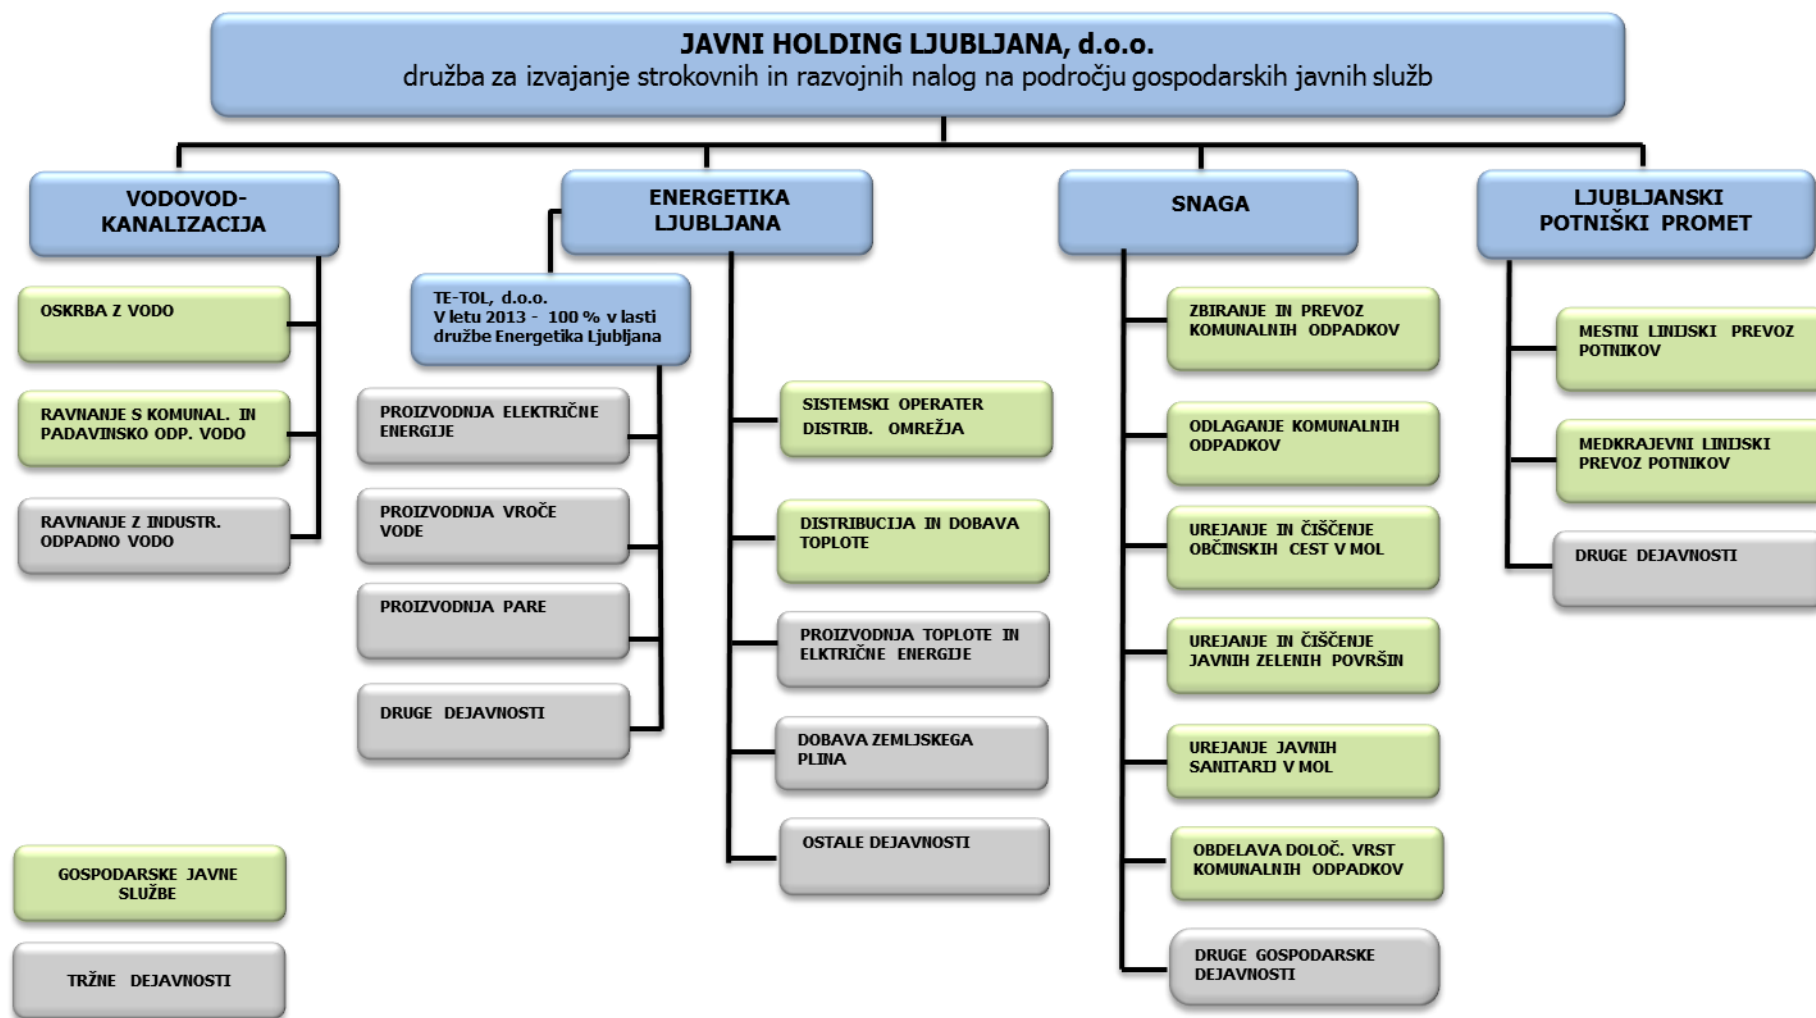 JAVNI HOLDING LJUBLJANA, d.o.o.
družba za izvajanje strokovnih in razvojnih nalog na področju gospodarskih javnih služb
VODOVOD-
KANALIZACIJA
OSKRBA Z VODO
RAVNANJE S KOMUNAL. IN
PADAVINSKO ODP. VODO
RAVNANJE Z INDUSTR.
ODPADNO VODO
ENERGETIKA
LJUBLJANA
TE-TOL, d.o.o.
V letu 2013 - 100 % v lasti
družbe Energetika Ljubljana
PROIZVODNJA ELEKTRIČNE
ENERGIJE
PROIZVODNJA VROČE
VODE
PROIZVODNJA PARE
DRUGE DEJAVNOSTI
SISTEMSKI OPERATER
DISTRIB. OMREŽJA
DISTRIBUCIJA IN DOBAVA
TOPLOTE
PROIZVODNJA TOPLOTE IN
ELKTRIČNE ENERGIJE
DOBAVA ZEMLJSKEGA
PLINA
OSTALE DEJAVNOSTI
SNAGA
ZBIRANJE IN PREVOZ
KOMUNALNIH ODPADKOV
ODLAGANJE KOMUNALNIH
ODPADKOV
UREJANJE IN ČIŠČENJE
OBČINSKIH CEST V MOL
UREJANJE IN ČIŠČENJE
JAVNIH ZELENIH POVRŠIN
UREJANJE JAVNIH
SANITARIJ V MOL
OBDELAVA DOLOČ. VRST
KOMUNALNIH ODPADKOV
DRUGE GOSPODARSKE
DEJAVNOSTI
LJUBLJANSKI
POTNIŠKI PROMET
MESTNI LINIJSKI PREVOZ
POTNIKOV
MEDKRAJEVNI LINIJSKI
PREVOZ POTNIKOV
DRUGE DEJAVNOSTI
GOSPODARSKE JAVNE
SLUŽBE
TRŽNE DEJAVNOSTI